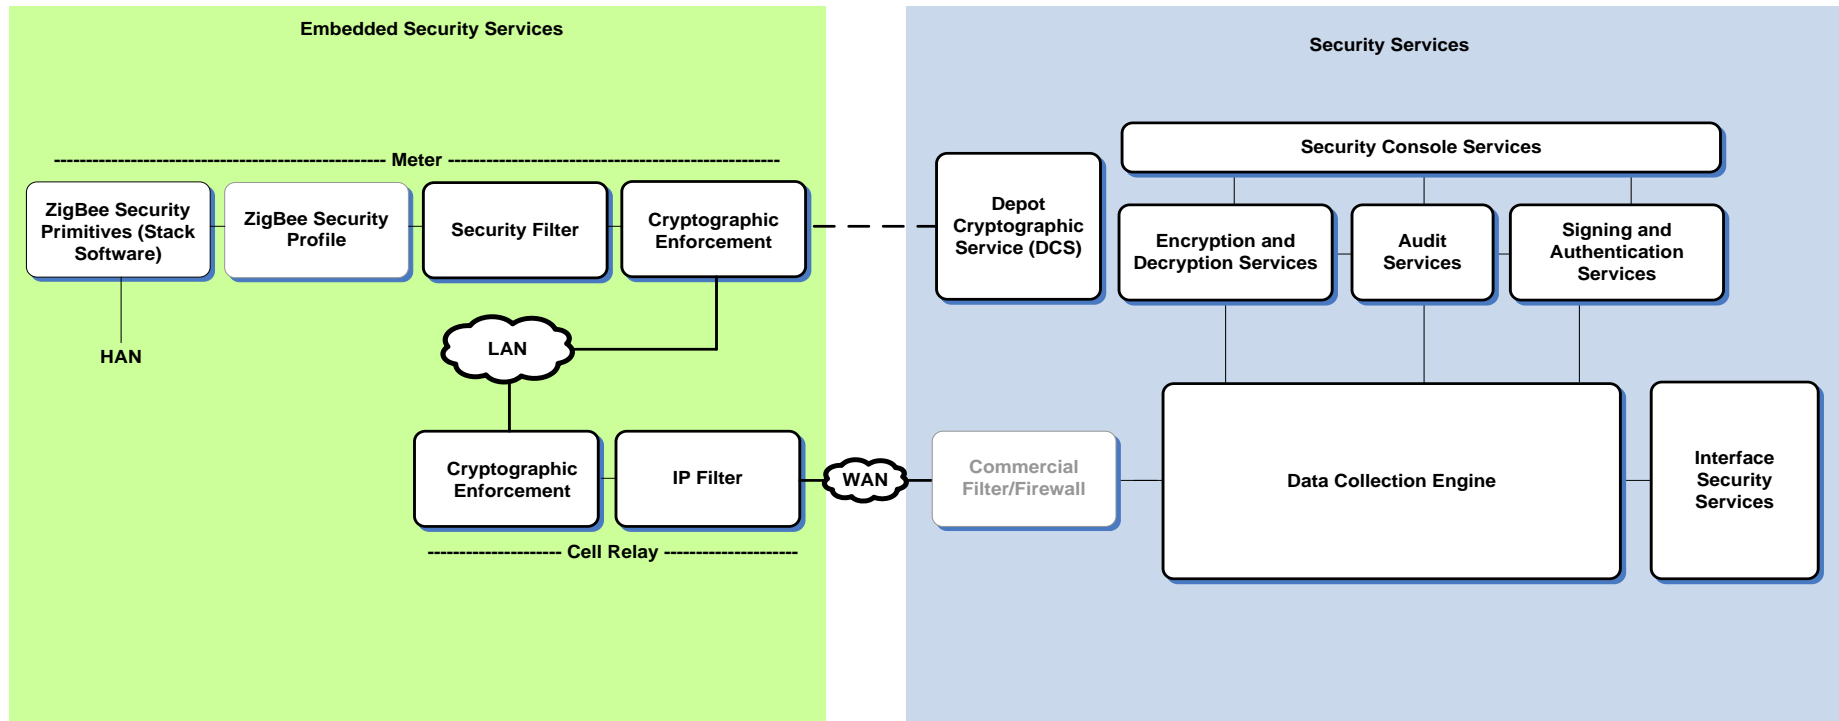 Embedded Security Services
Security Services
Security Console Services
--------------------------------------------------- Meter ---------------------------------------------------
ZigBee Security
Primitives (Stack
Software)
ZigBee Security
Profile
Security Filter
Cryptographic
Enforcement
Depot
Cryptographic
Service (DCS)
Encryption and
Decryption Services
Audit
Services
Signing and
Authentication
Services
HAN
LAN
Cryptographic
Enforcement
IP Filter
WAN
Commercial
Filter/Firewall
Data Collection Engine
Interface
Security
Services
--------------------- Cell Relay ---------------------